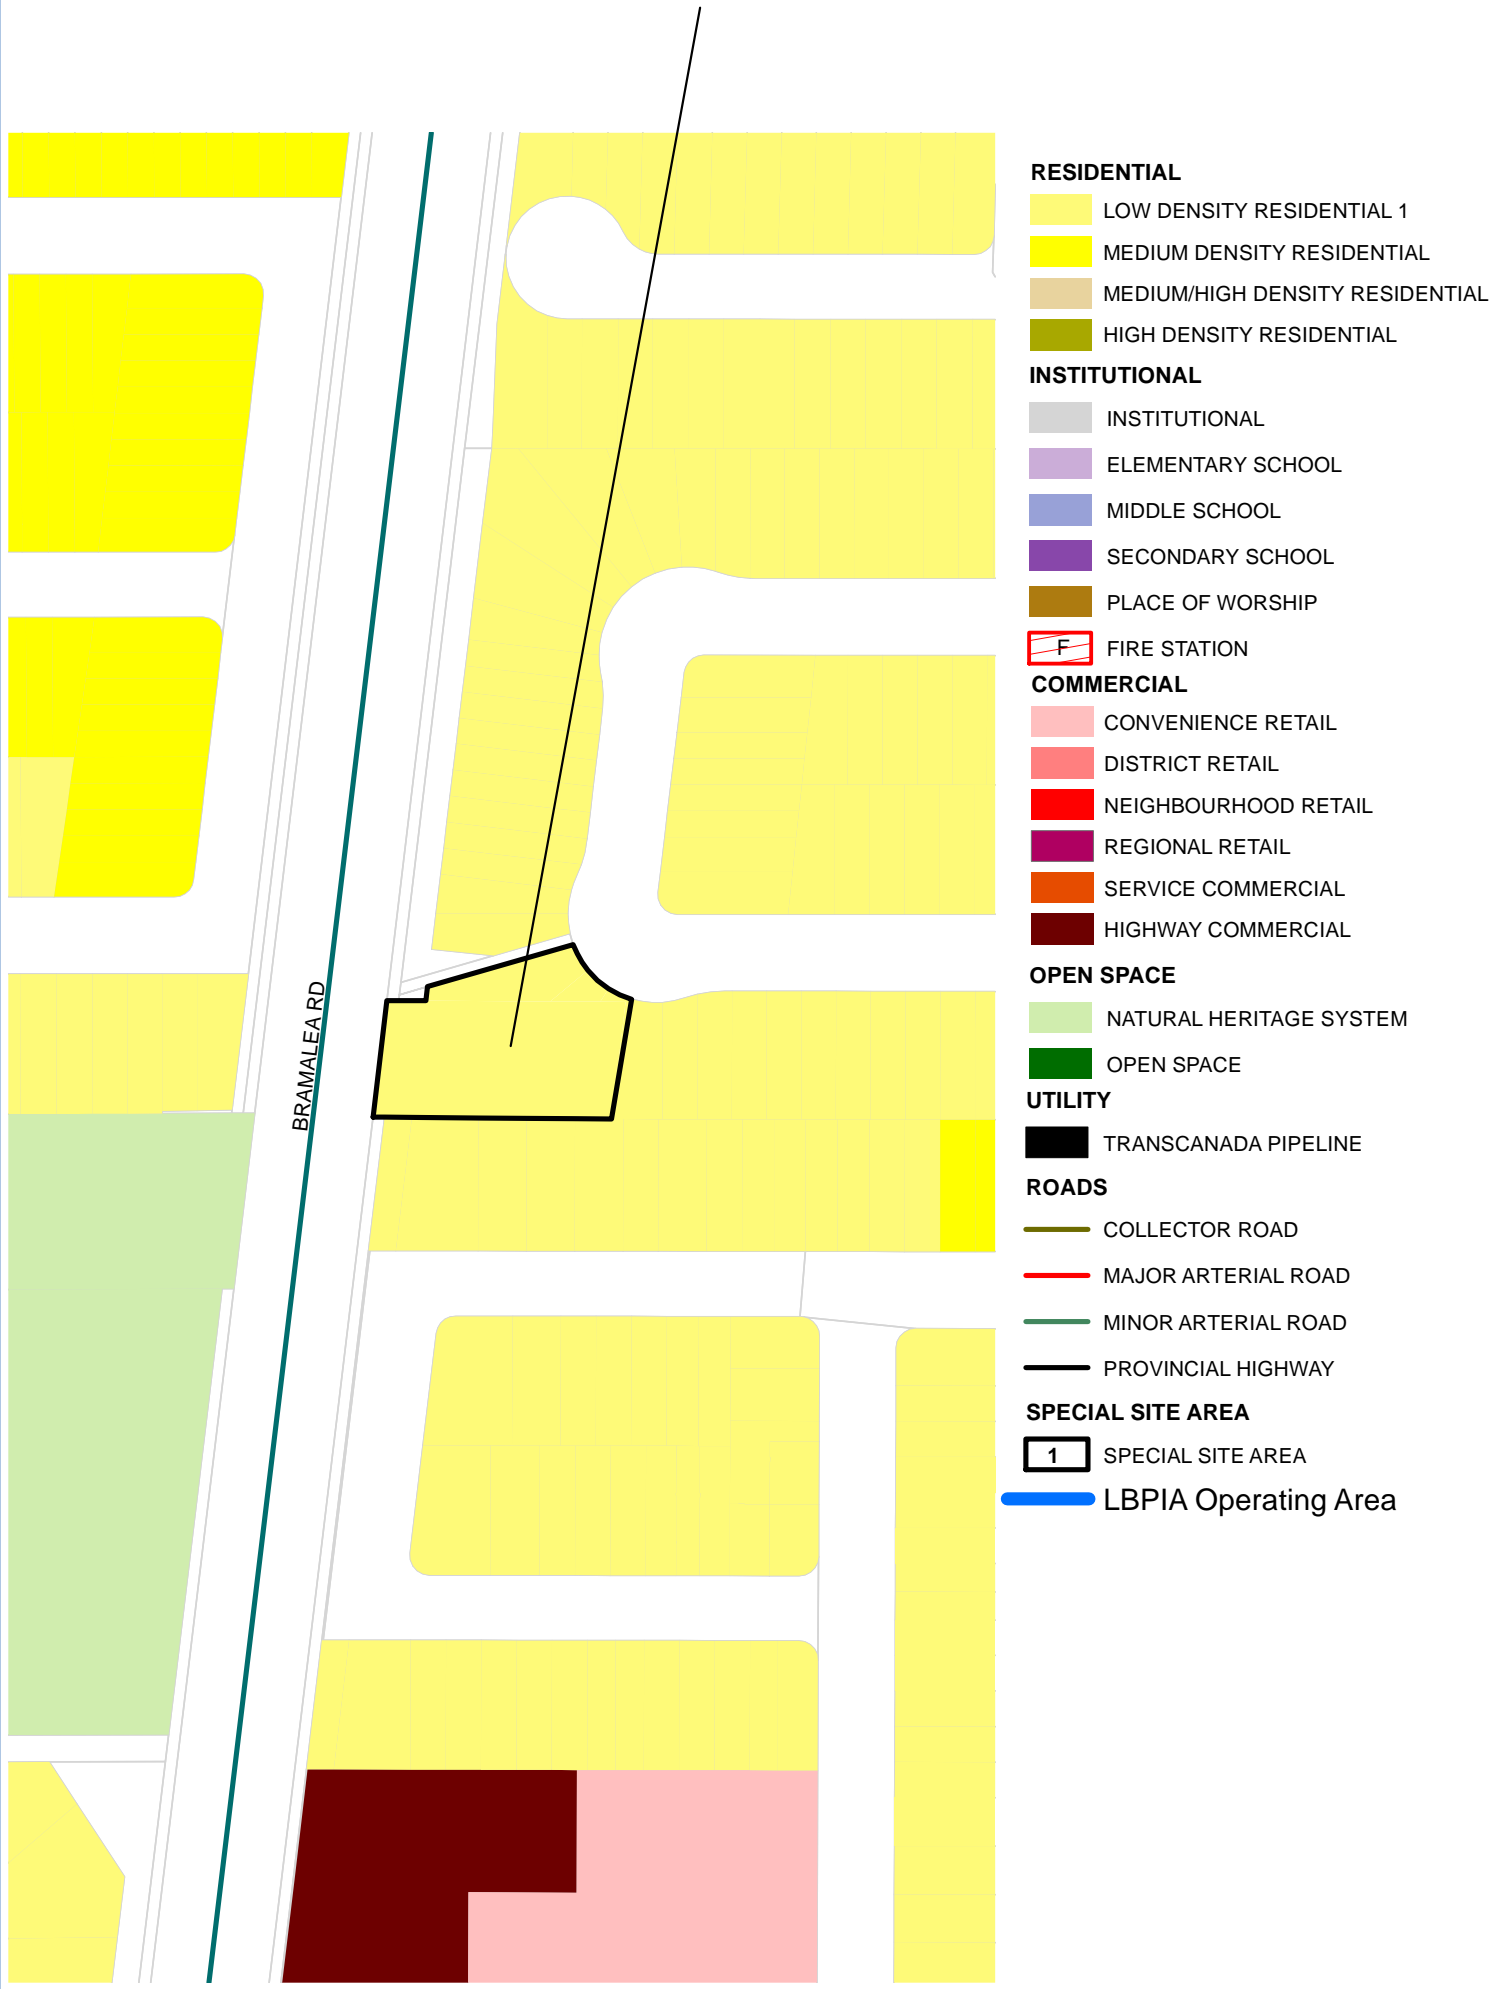 BRAMALEA RD
RESIDENTIAL
LOW DENSITY RESIDENTIAL 1
MEDIUM DENSITY RESIDENTIAL
MEDIUM/HIGH DENSITY RESIDENTIAL
HIGH DENSITY RESIDENTIAL
INSTITUTIONAL
INSTITUTIONAL
ELEMENTARY SCHOOL
MIDDLE SCHOOL
SECONDARY SCHOOL
PLACE OF WORSHIP
F FIRE STATION
COMMERCIAL
CONVENIENCE RETAIL
DISTRICT RETAIL
NEIGHBOURHOOD RETAIL
REGIONAL RETAIL
SERVICE COMMERCIAL
HIGHWAY COMMERCIAL
OPEN SPACE
NATURAL HERITAGE SYSTEM
OPEN SPACE
UTILITY
TRANSCANADA PIPELINE
ROADS
COLLECTOR ROAD
MAJOR ARTERIAL ROAD
MINOR ARTERIAL ROAD
PROVINCIAL HIGHWAY
SPECIAL SITE AREA
1 SPECIAL SITE AREA
LBPIA Operating Area